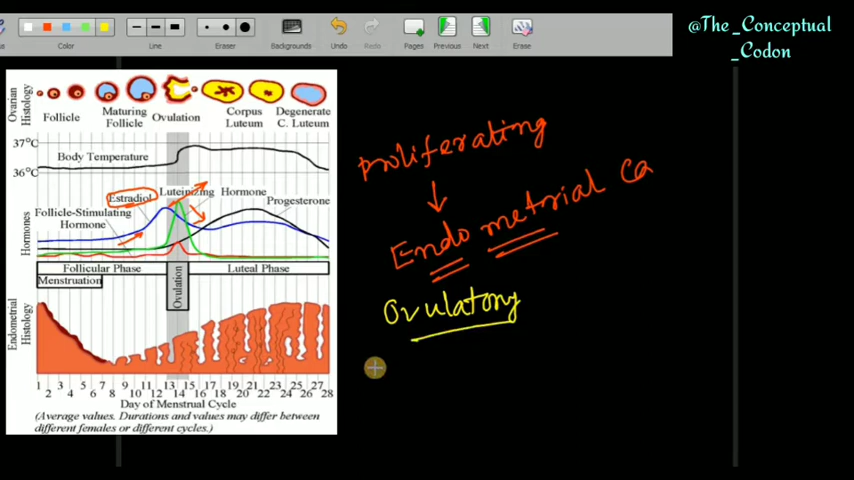 @The_Conceptual
_Codon
Color
Line
Eraser
Backgrounds
Undo
Redo
Pages
Previous
Next
Erase
Ovarian
Histology
Follicle
Maturing
Follicle
Ovulation
Corpus
Luteum
Degenerate
C. Luteum
37°C
36°C
Body Temperature
Hormones
Estradiol
Luteinizing
Hormone
Follicle-Stimulating
Hormone
Progesterone
Follicular Phase
Ovulation
Luteal Phase
Menstruation
Endometrial
Histology
1 3 5 7 9 11 13 15 17 19 21 23 25 27
2 4 6 8 10 12 14 16 18 20 22 24 26 28
Day of Menstrual Cycle
(Average values. Durations and values may differ between
different females or different cycles.)
Proliferating
Endometrial Ca
Ovulatory